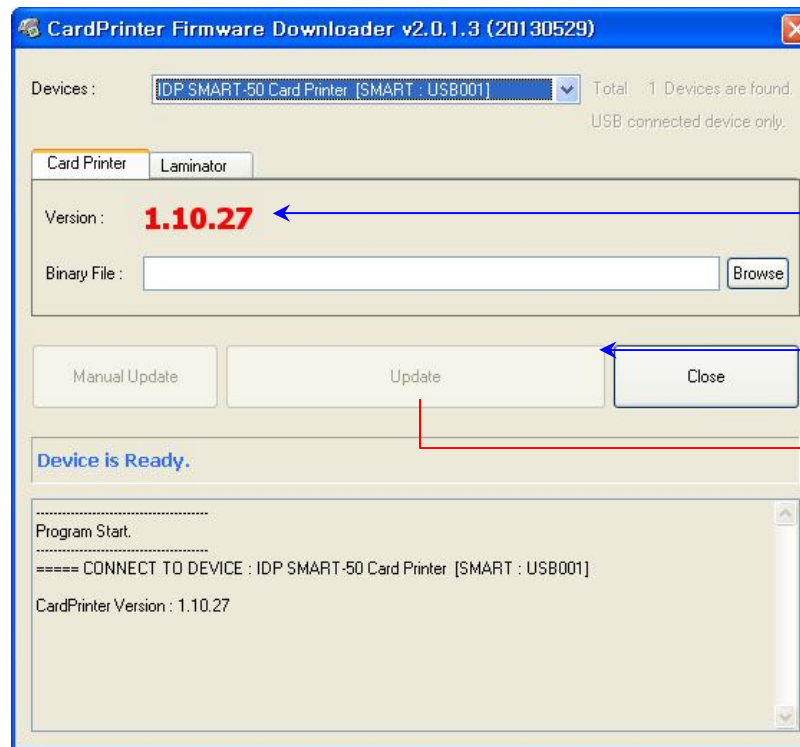 CardPrinter Firmware Downloader v2.0.1.3 (20130529)
Devices : IDP SMART-50 Card Printer [SMART : USB001] Total 1 Devices are found.
USB connected device only.
Card Printer Laminator
Version : 1.10.27
Binary File : Browse
Manual Update Update Close
Device is Ready.
----------------------------------------
Program Start.
----------------------------------------
===== CONNECT TO DEVICE : IDP SMART-50 Card Printer [SMART : USB001]
CardPrinter Version : 1.10.27